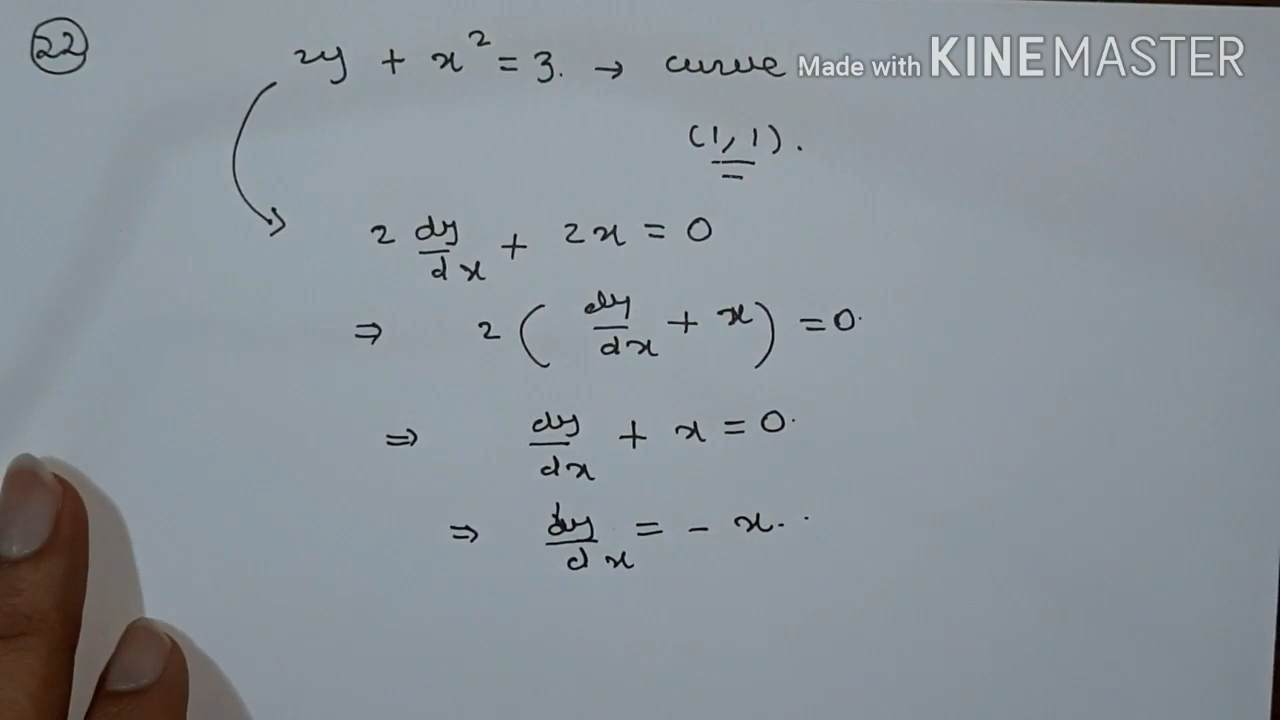 22 2y + x² = 3. → curve Made with KINEMASTER
(1, 1).
2 dy/dx + 2x = 0
⇒ 2 ( dy/dx + x ) = 0.
⇒ dy/dx + x = 0.
⇒ dy/dx = - x.